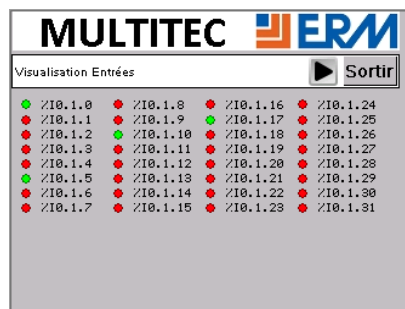 MULTITEC ERM
Visualisation Entrées Sortir
%I0.1.0 %I0.1.8 %I0.1.16 %I0.1.24
%I0.1.1 %I0.1.9 %I0.1.17 %I0.1.25
%I0.1.2 %I0.1.10 %I0.1.18 %I0.1.26
%I0.1.3 %I0.1.11 %I0.1.19 %I0.1.27
%I0.1.4 %I0.1.12 %I0.1.20 %I0.1.28
%I0.1.5 %I0.1.13 %I0.1.21 %I0.1.29
%I0.1.6 %I0.1.14 %I0.1.22 %I0.1.30
%I0.1.7 %I0.1.15 %I0.1.23 %I0.1.31